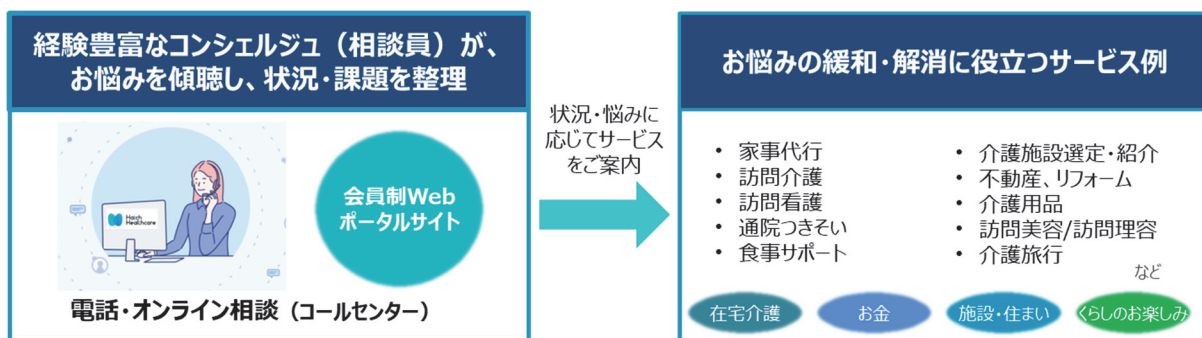 経験豊富なコンシェルジュ（相談員）が、
お悩みを傾聴し、状況・課題を整理
Haixh
Healthcare
会員制Web
ポータルサイト
電話・オンライン相談（コールセンター）
状況・悩みに
応じてサービス
をご案内
お悩みの緩和・解消に役立つサービス例
• 家事代行
• 訪問介護
• 訪問看護
• 通院つきそい
• 食事サポート
• 介護施設選定・紹介
• 不動産、リフォーム
• 介護用品
• 訪問美容/訪問理容
• 介護旅行
など
在宅介護
お金
施設・住まい
くらしのお楽しみ